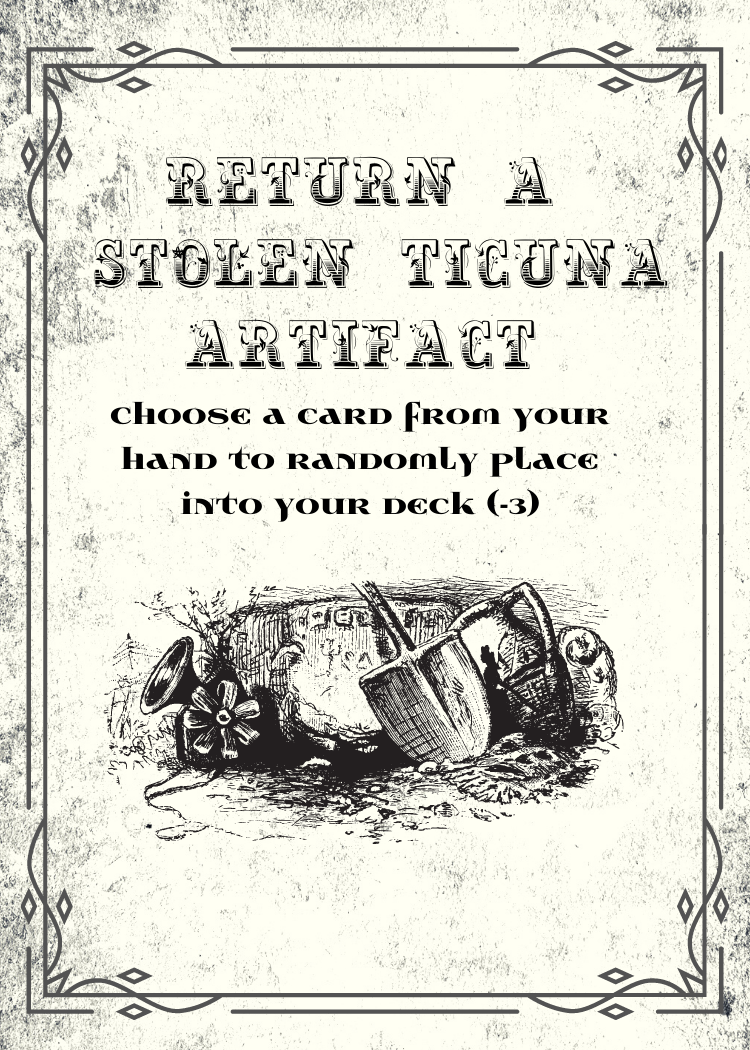 RETURN A
STOLEN TICUNA
ARTIFACT
choose a card from your
hand to randomly place
into your deck (-3)